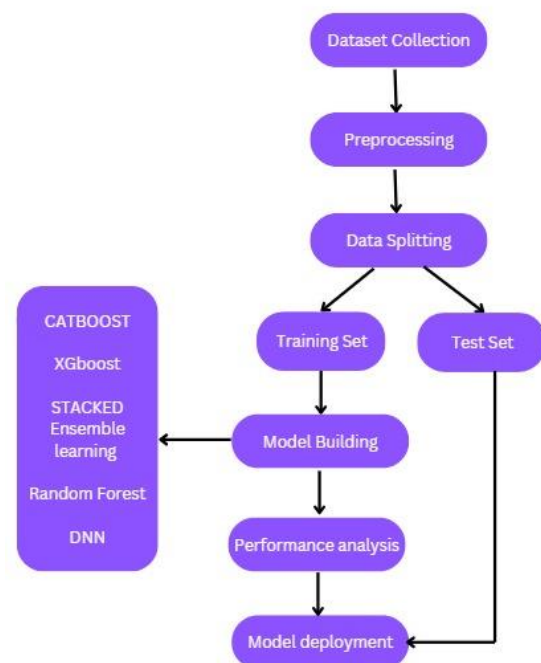 Dataset Collection
Preprocessing
Data Splitting
Training Set
Test Set
CATBOOST
XGboost
STACKED
Ensemble
learning
Random Forest
DNN
Model Building
Performance analysis
Model deployment